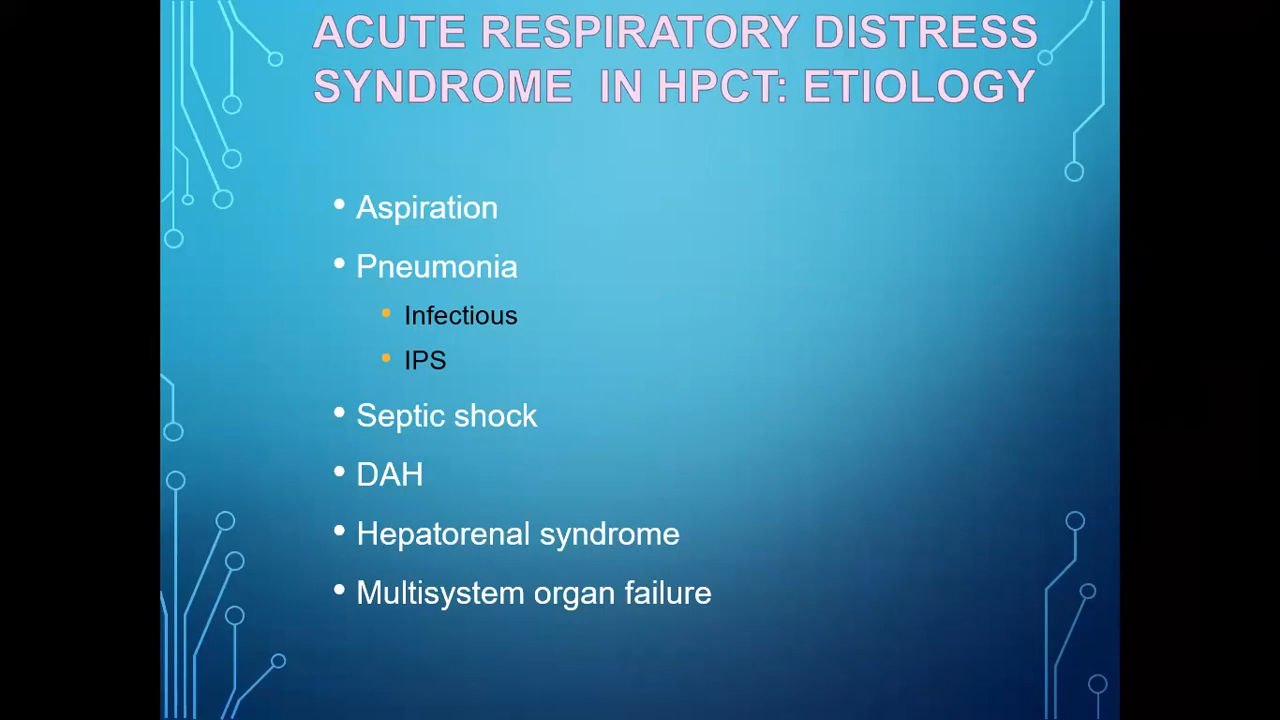 ACUTE RESPIRATORY DISTRESS
SYNDROME IN HPCT: ETIOLOGY
• Aspiration
• Pneumonia
• Infectious
• IPS
• Septic shock
• DAH
• Hepatorenal syndrome
• Multisystem organ failure